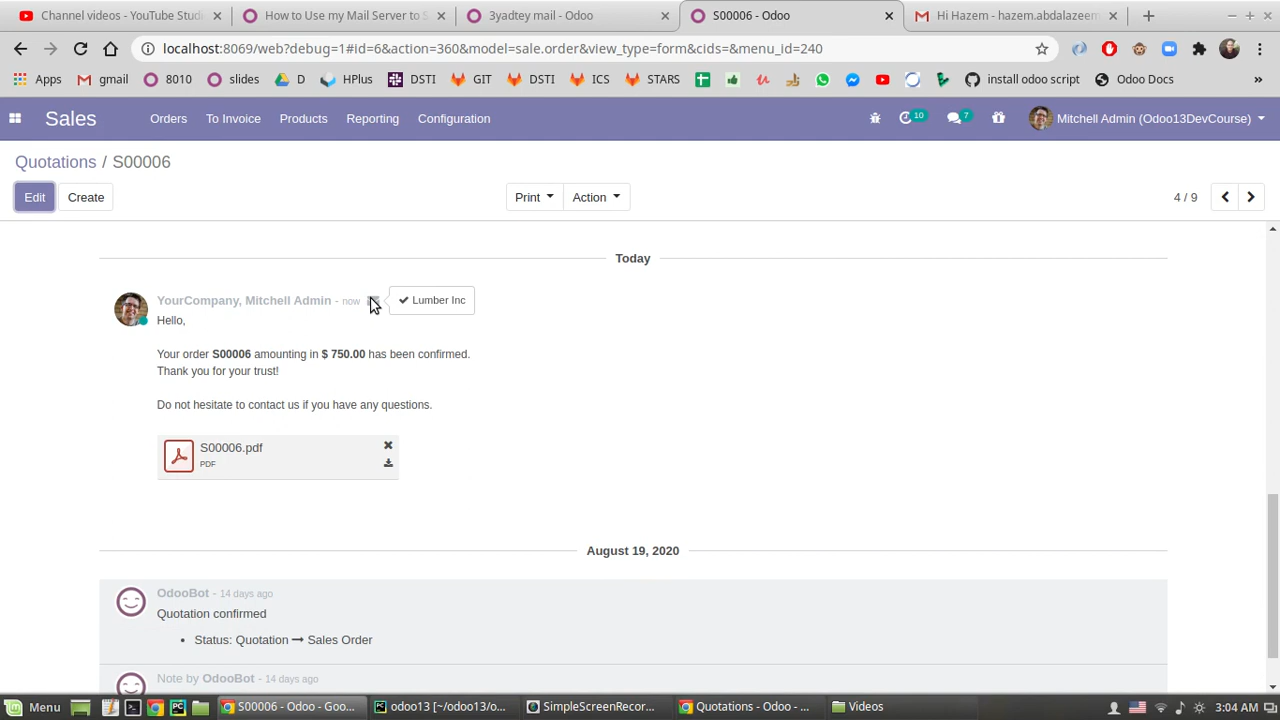 Channel videos - YouTube Studi
How to Use my Mail Server to S
3yadtey mail - Odoo
S00006 - Odoo
Hi Hazem - hazem.abdalazeem
localhost:8069/web?debug=1#id=6&action=360&model=sale.order&view_type=form&cids=&menu_id=240
Apps
gmail
8010
slides
D
HPlus
DSTI
GIT
DSTI
ICS
STARS
install odoo script
Odoo Docs
»
Sales
Orders
To Invoice
Products
Reporting
Configuration
10
7
Mitchell Admin (Odoo13DevCourse)
Quotations / S00006
Edit
Create
Print
Action
4 / 9
Today
YourCompany, Mitchell Admin - now
Lumber Inc
Hello,
Your order S00006 amounting in $ 750.00 has been confirmed.
Thank you for your trust!
Do not hesitate to contact us if you have any questions.
S00006.pdf
PDF
August 19, 2020
OdooBot - 14 days ago
Quotation confirmed
• Status: Quotation ➞ Sales Order
Note by OdooBot - 14 days ago
Menu
S00006 - Odoo - Goo...
odoo13 [~/odoo13/o...
SimpleScreenRecor...
Quotations - Odoo - ...
Videos
3:04 AM